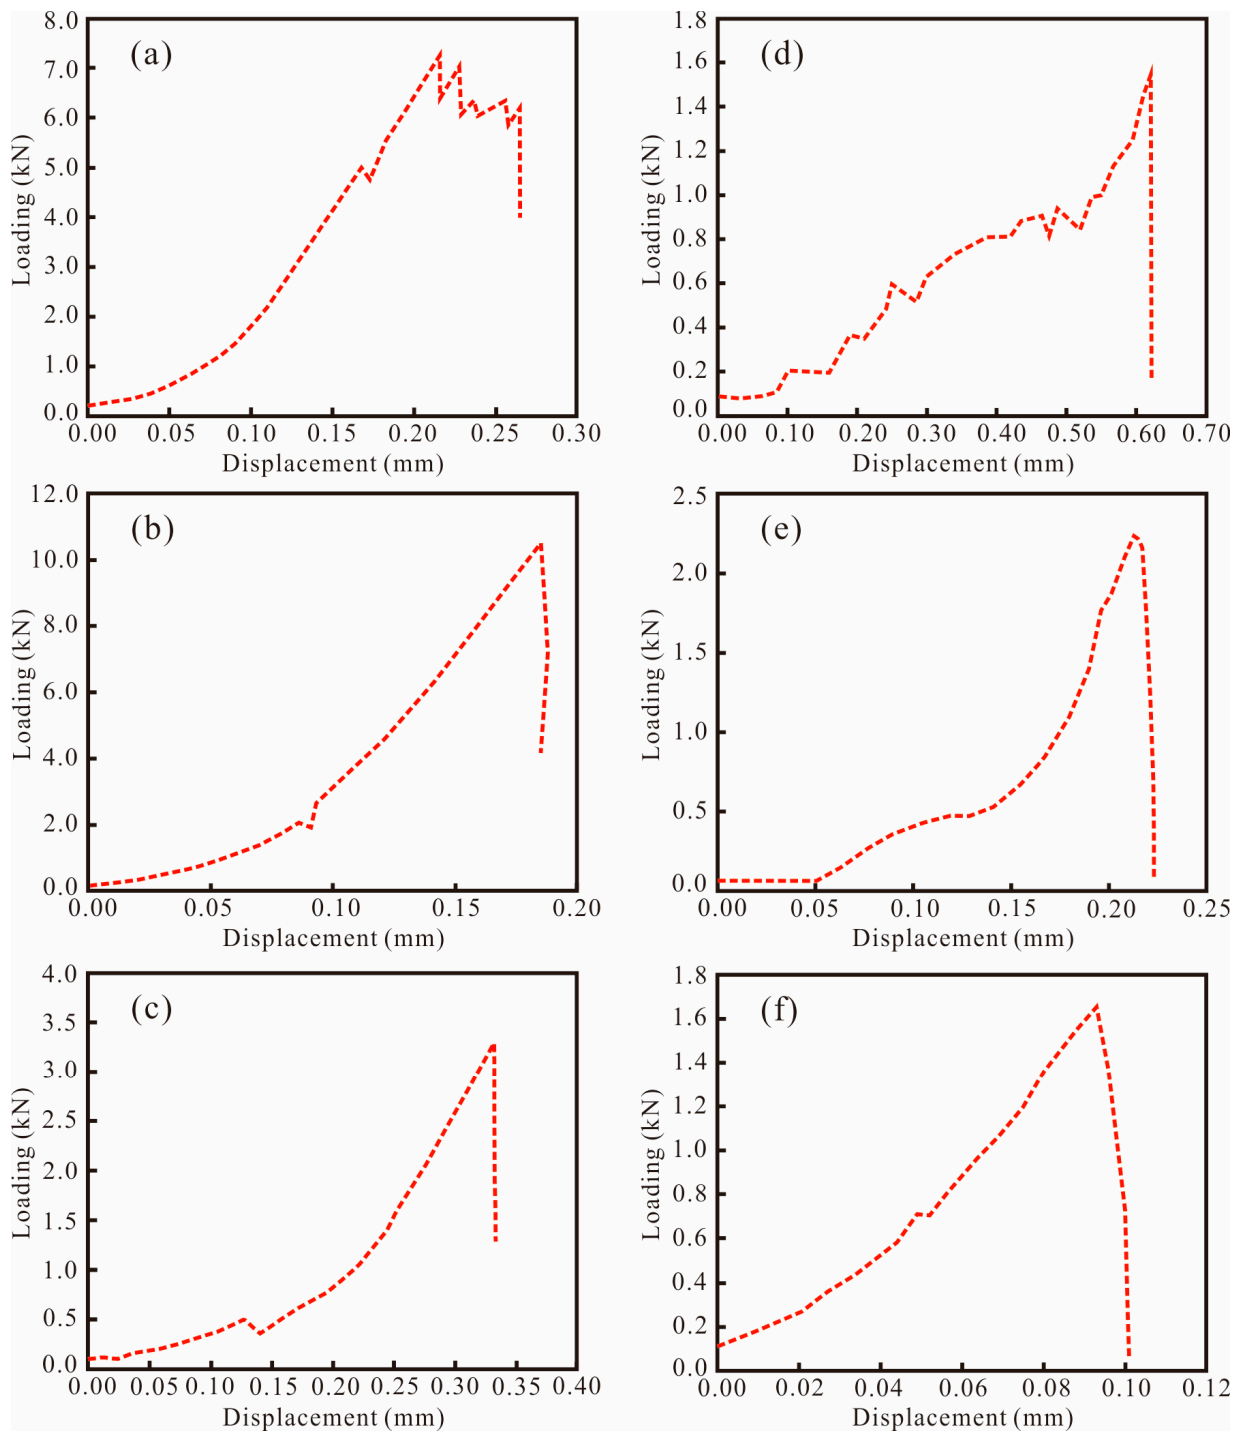 (a)
8.0
7.0
6.0
5.0
4.0
3.0
2.0
1.0
0.0
Loading (kN)
0.00 0.05 0.10 0.15 0.20 0.25 0.30
Displacement (mm)
(d)
1.8
1.6
1.4
1.2
1.0
0.8
0.6
0.4
0.2
0.0
Loading (kN)
0.00 0.10 0.20 0.30 0.40 0.50 0.60 0.70
Displacement (mm)
(b)
12.0
10.0
8.0
6.0
4.0
2.0
0.0
Loading (kN)
0.00 0.05 0.10 0.15 0.20
Displacement (mm)
(e)
2.5
2.0
1.5
1.0
0.5
0.0
Loading (kN)
0.00 0.05 0.10 0.15 0.20 0.25
Displacement (mm)
(c)
4.0
3.5
3.0
2.5
2.0
1.5
1.0
0.5
0.0
Loading (kN)
0.00 0.05 0.10 0.15 0.20 0.25 0.30 0.35 0.40
Displacement (mm)
(f)
1.8
1.6
1.4
1.2
1.0
0.8
0.6
0.4
0.2
0.0
Loading (kN)
0.00 0.02 0.04 0.06 0.08 0.10 0.12
Displacement (mm)